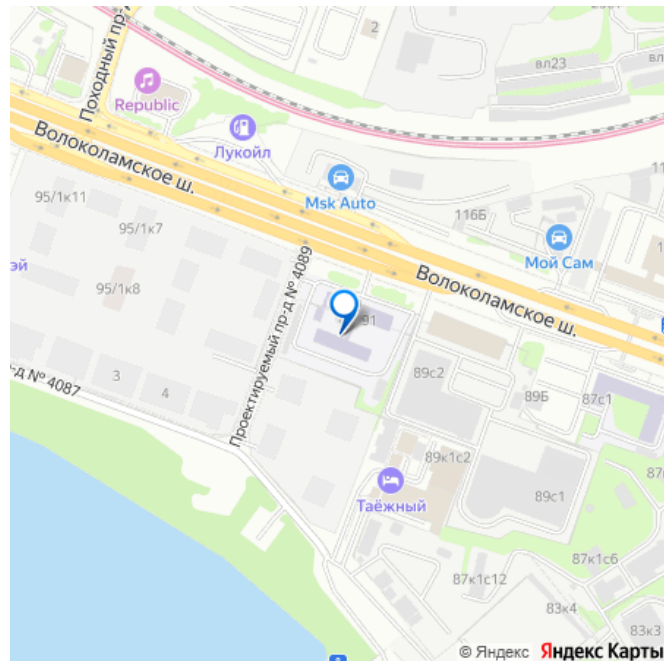 2
вл23
Походный пр-д
Republic
Лукойл
Волоколамское ш.
Msk Auto
95/1к11
95/1к7
116Б
Мой Сам
эй
95/1к8
Проектируемый пр-д № 4089
Волоколамское ш.
91
89с2
87с1
3
4
89Б
-д № 4087
89к1с2
89с1
Таёжный
87к1с6
87к1с12
83к4
83к3
© Яндекс Яндекс Карты